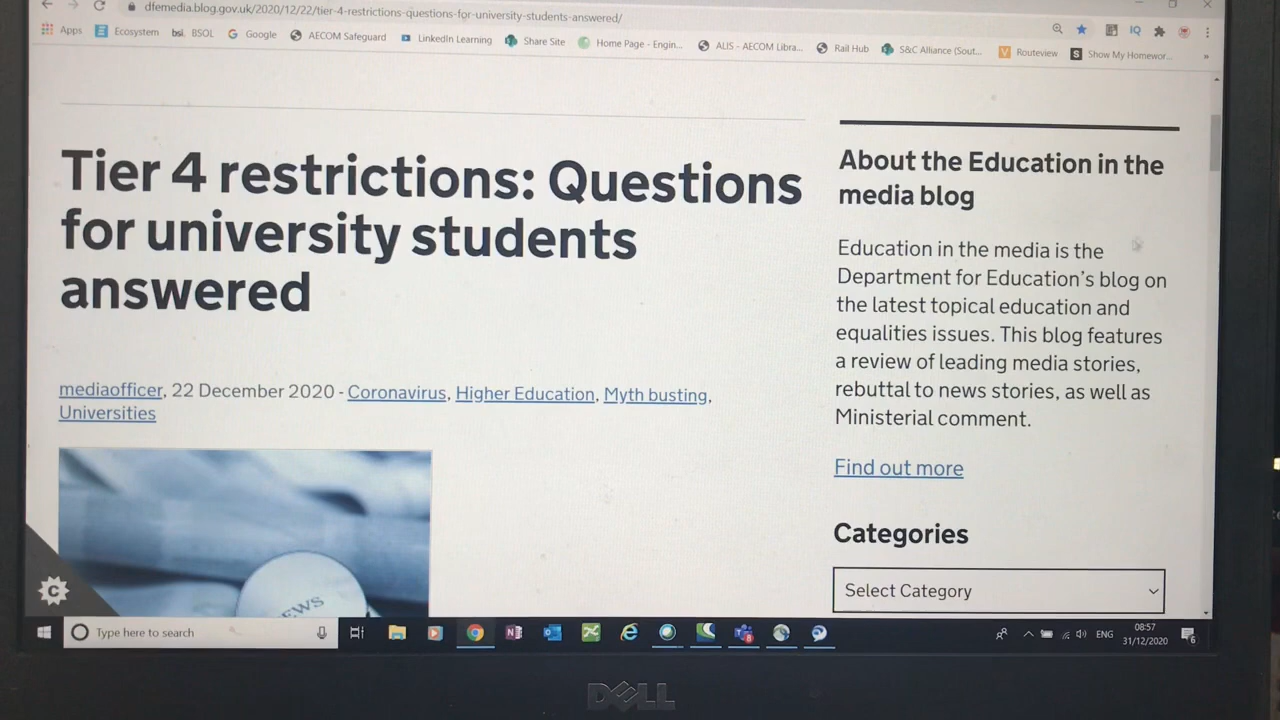 dfemedia.blog.gov.uk/2020/12/22/tier-4-restrictions-questions-for-university-students-answered/
Apps Ecosystem bsi. BSOL Google AECOM Safeguard LinkedIn Learning Share Site Home Page - Engin... ALIS - AECOM Libra... Rail Hub S&C Alliance (Sout... Routeview Show My Homewor... »
Tier 4 restrictions: Questions
for university students
answered
mediaofficer, 22 December 2020 - Coronavirus, Higher Education, Myth busting,
Universities
EWS
About the Education in the
media blog
Education in the media is the
Department for Education's blog on
the latest topical education and
equalities issues. This blog features
a review of leading media stories,
rebuttal to news stories, as well as
Ministerial comment.
Find out more
Categories
Select Category
Type here to search
ENG
08:57
31/12/2020
6
DELL